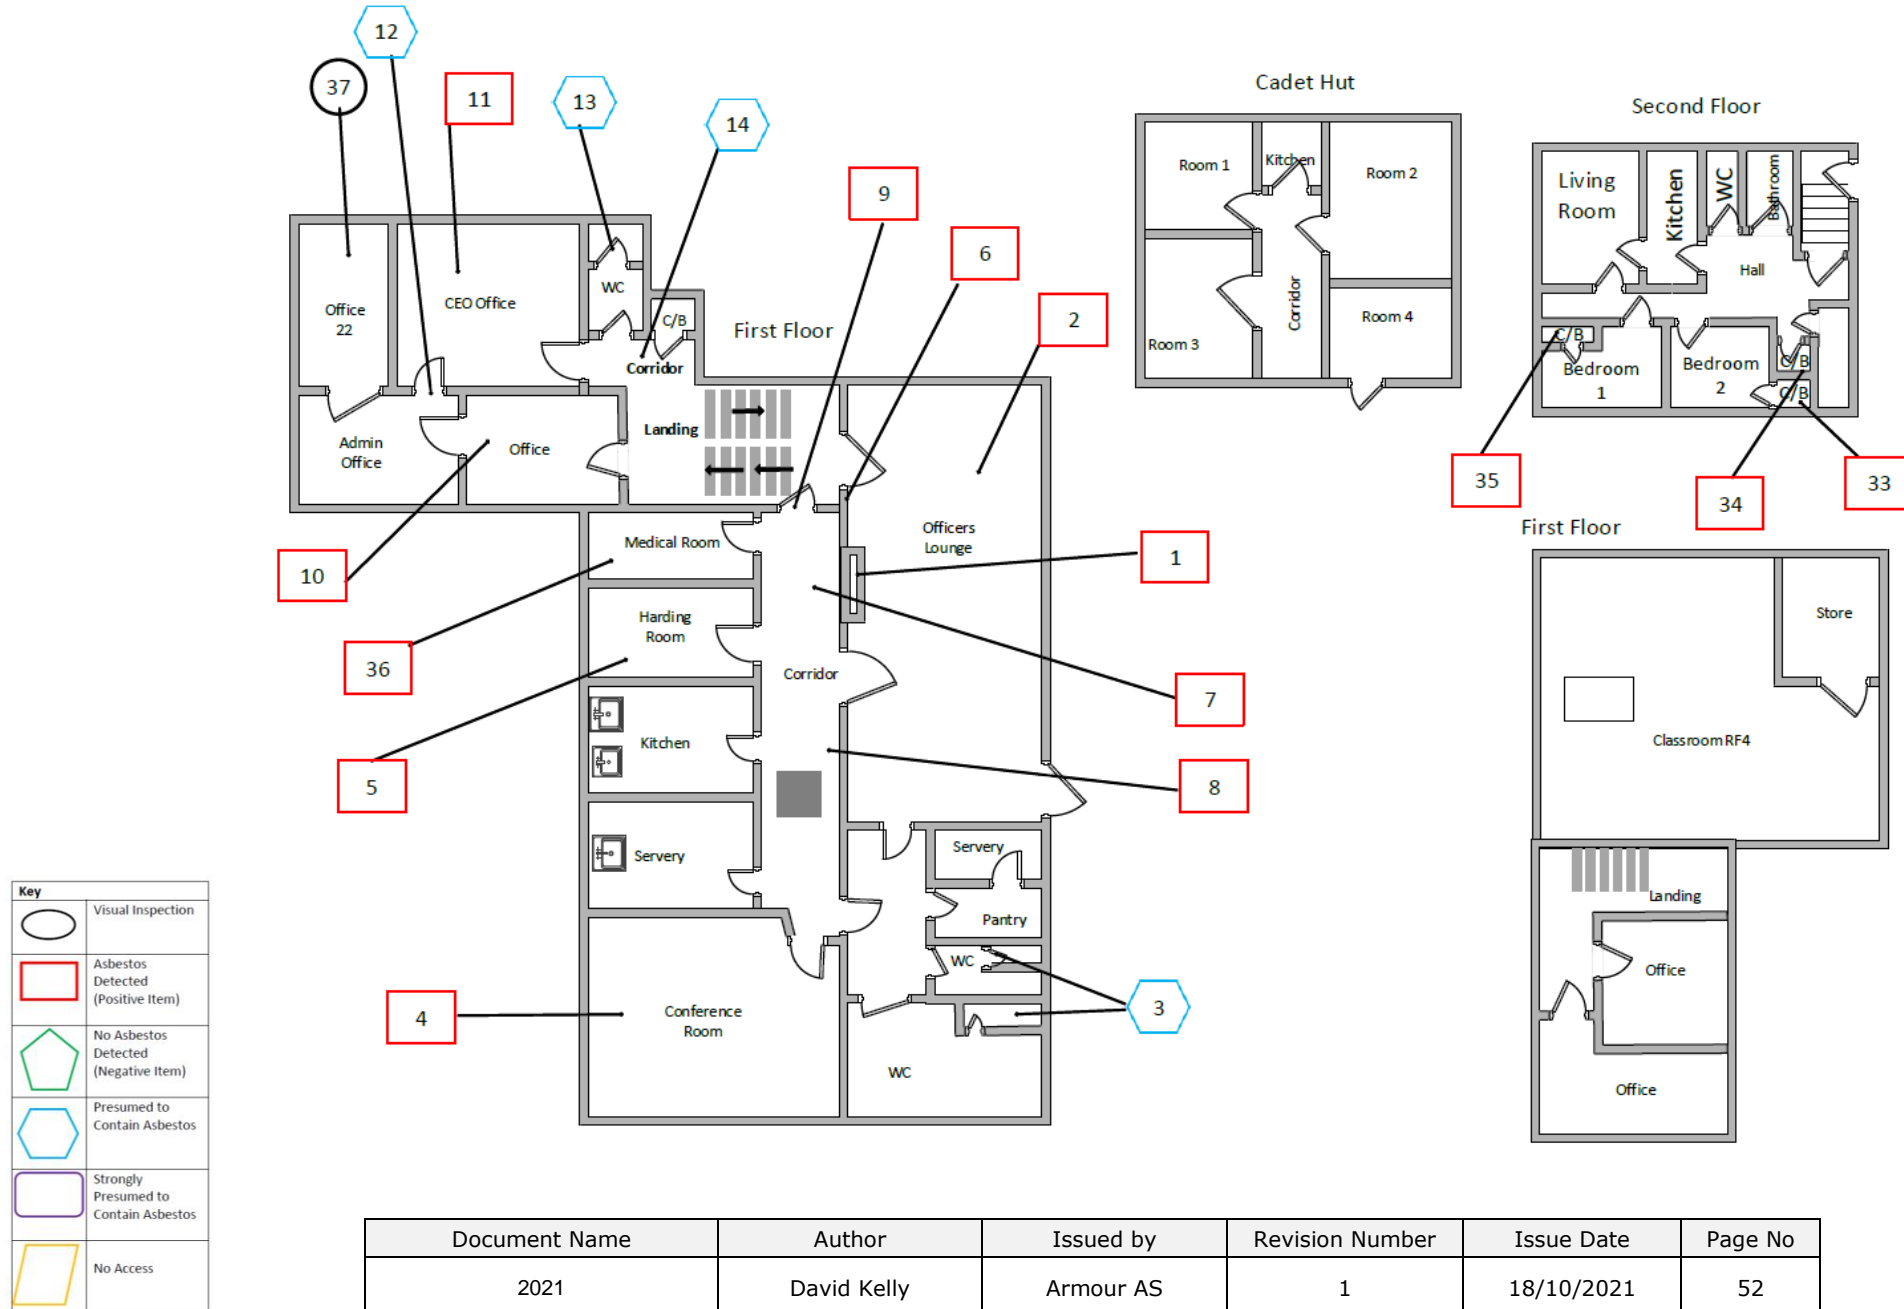 12
37
11
13
14
9
6
2
Cadet Hut
Room 1
Kitchen
Room 2
Room 3
Corridor
Room 4
Second Floor
Living
Room
Kitchen
WC
Bathroom
Hall
C/B
Bedroom
1
Bedroom
2
C/B
C/B
35
34
33
First Floor
Office
22
CEO Office
WC
C/B
Corridor
Landing
Admin
Office
Office
Officers
Lounge
Medical Room
Harding
Room
Corridor
Kitchen
Servery
Servery
Pantry
WC
Conference
Room
WC
10
36
5
4
1
7
8
3
First Floor
Store
Classroom RF4
Landing
Office
Office
Key
Visual Inspection
Asbestos
Detected
(Positive Item)
No Asbestos
Detected
(Negative Item)
Presumed to
Contain Asbestos
Strongly
Presumed to
Contain Asbestos
No Access
Document Name Author Issued by Revision Number Issue Date Page No
2021 David Kelly Armour AS 1 18/10/2021 52